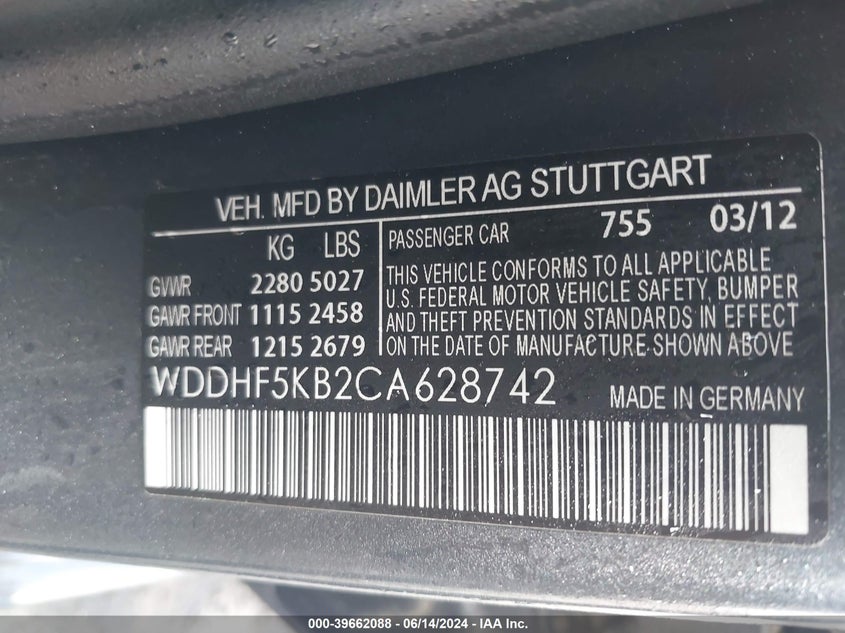 VEH. MFD BY DAIMLER AG STUTTGART
KG LBS
GVWR 2280 5027
GAWR FRONT 1115 2458
GAWR REAR 1215 2679
PASSENGER CAR 755 03/12
THIS VEHICLE CONFORMS TO ALL APPLICABLE
U.S. FEDERAL MOTOR VEHICLE SAFETY, BUMPER
AND THEFT PREVENTION STANDARDS IN EFFECT
ON THE DATE OF MANUFACTURE SHOWN ABOVE
WDDHF5KB2CA628742 MADE IN GERMANY
000-39662088 - 06/14/2024 - IAA Inc.